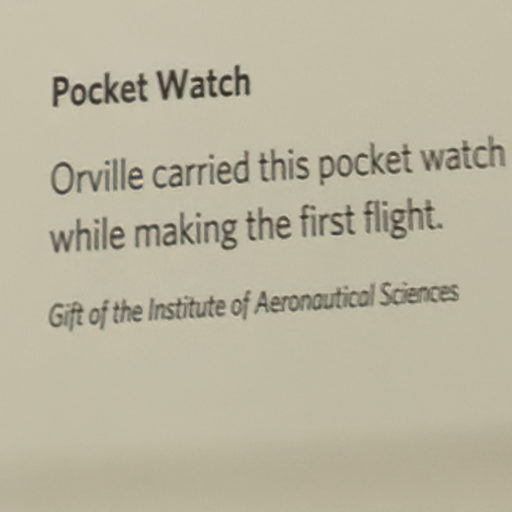 Pocket Watch
Orville carried this pocket watch
while making the first flight.
Gift of the Institute of Aeronautical Sciences